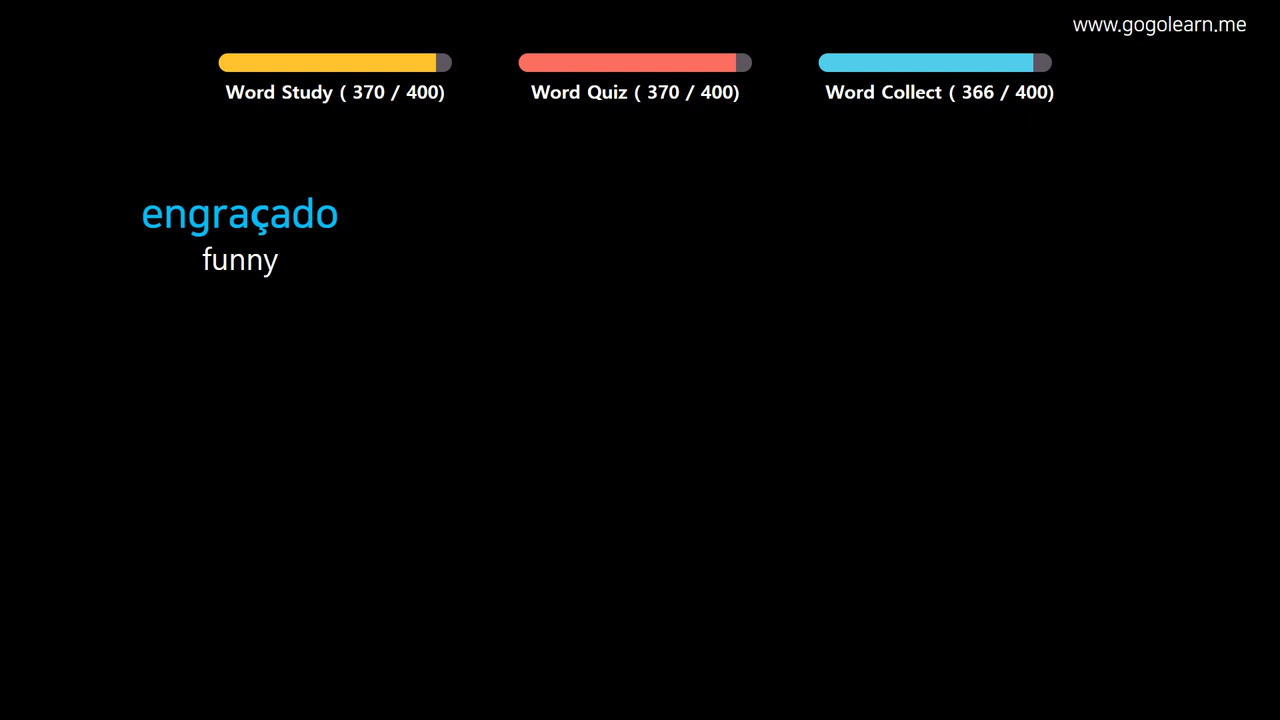 www.gogolearn.me
Word Study ( 370 / 400)
Word Quiz ( 370 / 400)
Word Collect ( 366 / 400)
engraçado
funny